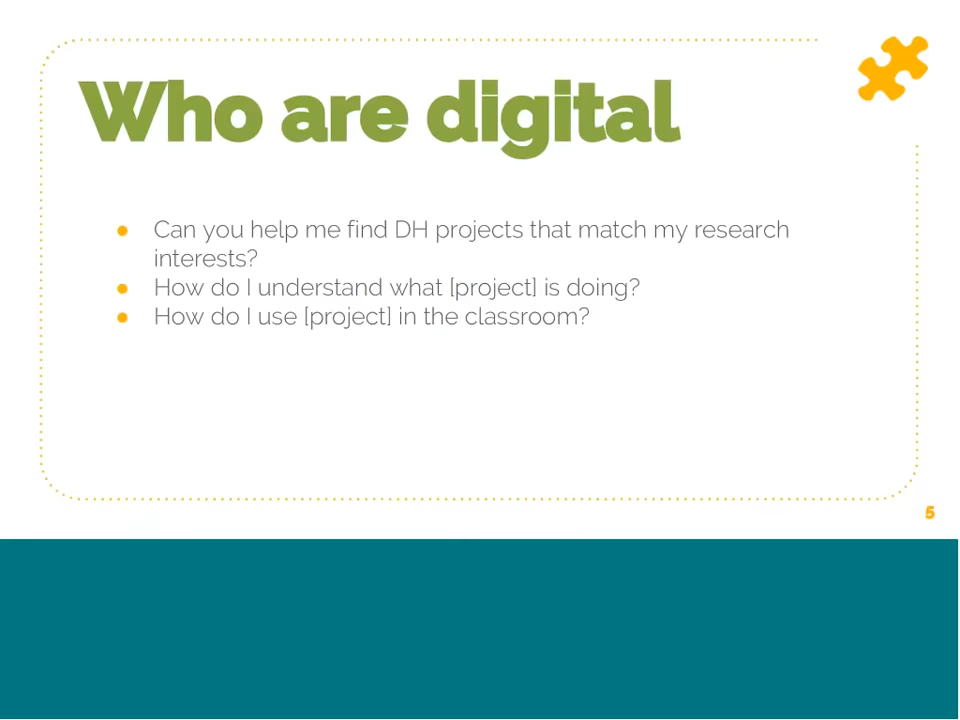 Who are digital
● Can you help me find DH projects that match my research
interests?
● How do I understand what [project] is doing?
● How do I use [project] in the classroom?
5